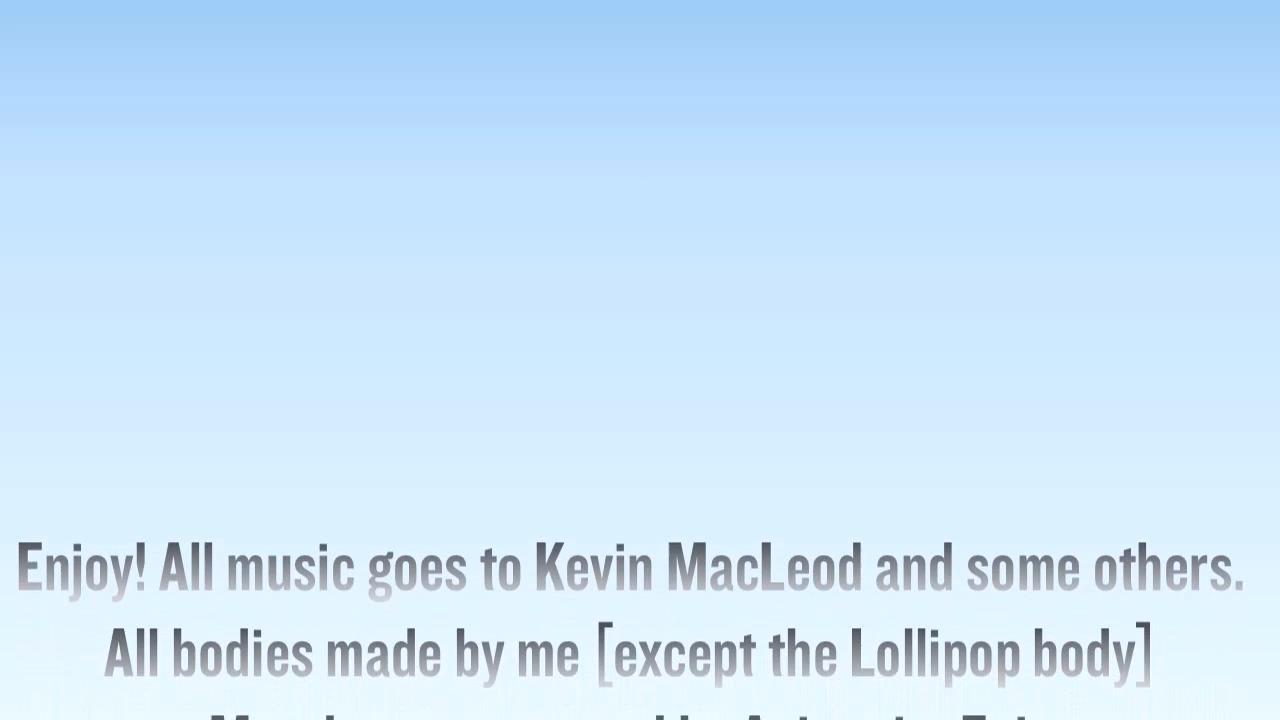 Enjoy! All music goes to Kevin MacLeod and some others.
All bodies made by me [except the Lollipop body]